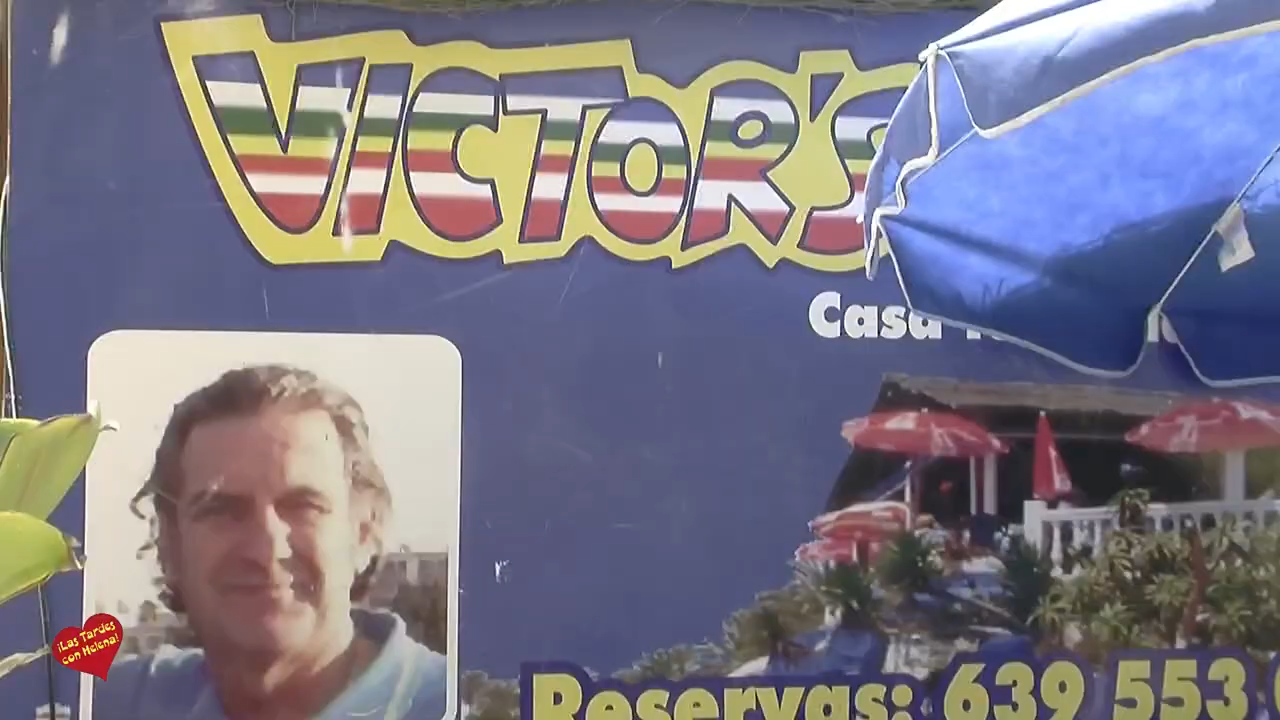 VICTOR'S
Casa
¡Las Tardes
con Helena!
Reservas: 639 553